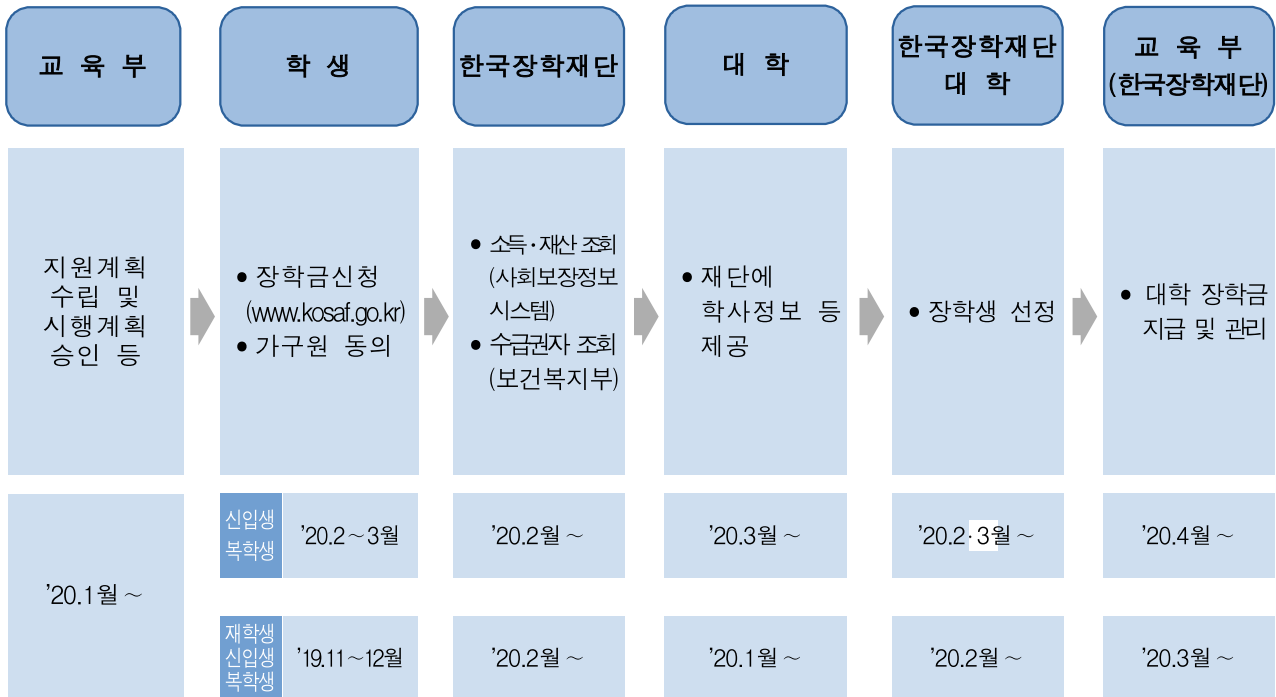 교 육 부
학 생
한국장학재단
대 학
한국장학재단
대 학
교 육 부
(한국장학재단)
지원계획
수립 및
시행계획
승인 등
● 장학금신청
(www.kosaf.go.kr)
● 가구원 동의
● 소득·재산 조회
(사회보장정보
시스템)
● 수급권자 조회
(보건복지부)
● 재단에
학사정보 등
제공
● 장학생 선정
● 대학 장학금
지급 및 관리
'20.1월 ~
신입생
복학생
'20.2~3월
'20.2월 ~
'20.3월 ~
'20.2·3월 ~
'20.4월 ~
재학생
신입생
복학생
'19.11~12월
'20.2월 ~
'20.1월 ~
'20.2월 ~
'20.3월 ~